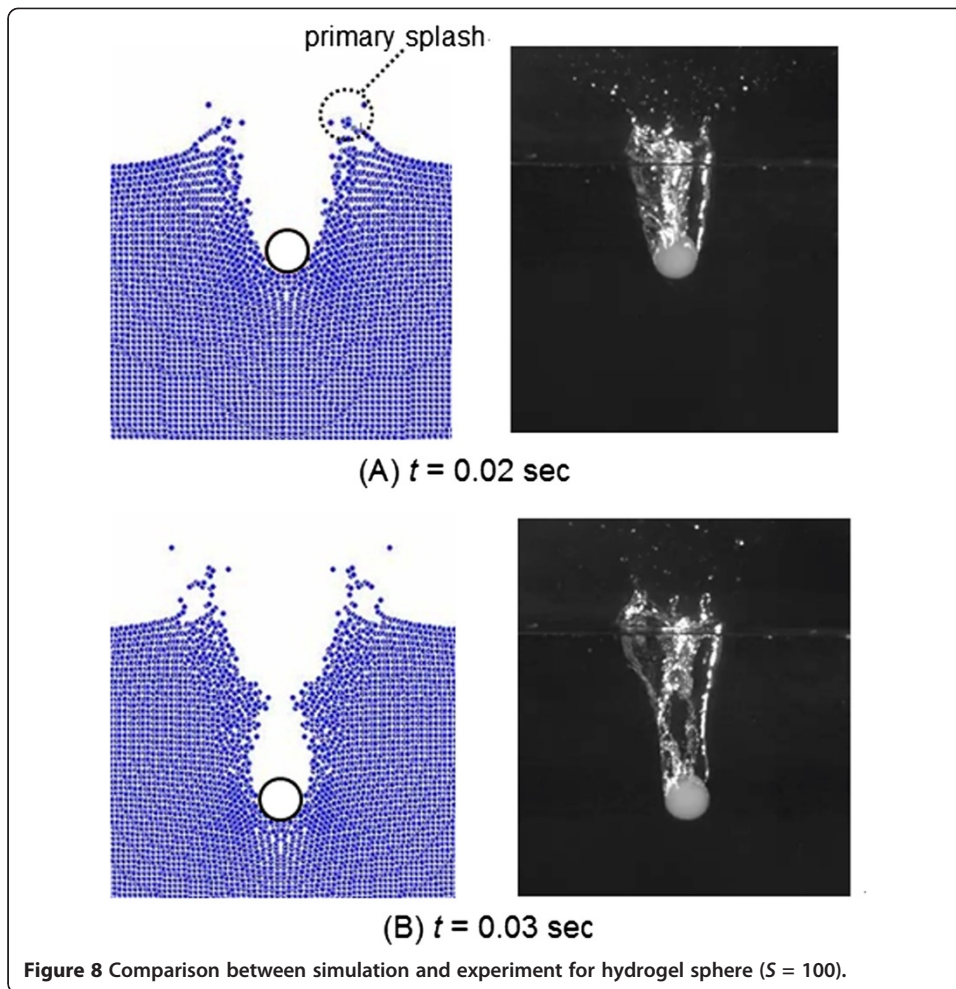 primary splash
(A) t = 0.02 sec
(B) t = 0.03 sec
Figure 8 Comparison between simulation and experiment for hydrogel sphere (S = 100).